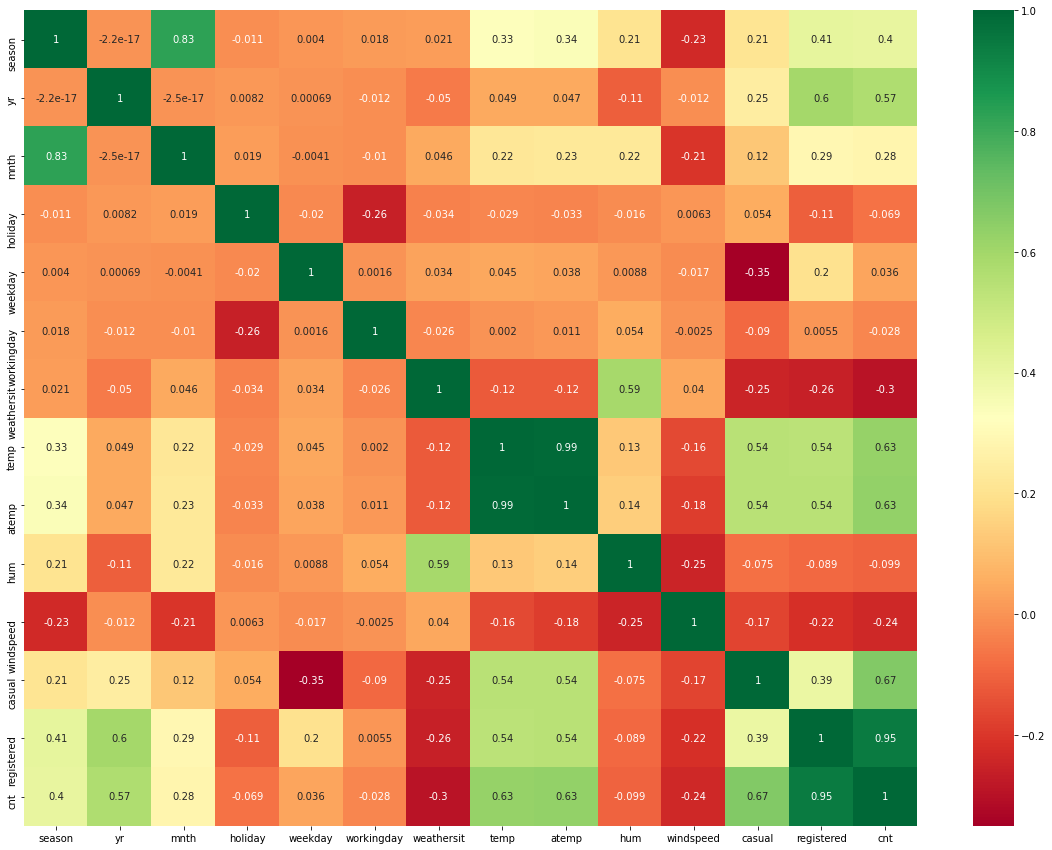 season 1 -2.2e-17 0.83 -0.011 0.004 0.018 0.021 0.33 0.34 0.21 -0.23 0.21 0.41 0.4
yr -2.2e-17 1 -2.5e-17 0.0082 0.00069 -0.012 -0.05 0.049 0.047 -0.11 -0.012 0.25 0.6 0.57
mnth 0.83 -2.5e-17 1 0.019 -0.0041 -0.01 0.046 0.22 0.23 0.22 -0.21 0.12 0.29 0.28
holiday -0.011 0.0082 0.019 1 -0.02 -0.26 -0.034 -0.029 -0.033 -0.016 0.0063 0.054 -0.11 -0.069
weekday 0.004 0.00069 -0.0041 -0.02 1 0.0016 0.034 0.045 0.038 0.0088 -0.017 -0.35 0.2 0.036
workingday 0.018 -0.012 -0.01 -0.26 0.0016 1 -0.026 0.002 0.011 0.054 -0.0025 -0.09 0.0055 -0.028
weathersit 0.021 -0.05 0.046 -0.034 0.034 -0.026 1 -0.12 -0.12 0.59 0.04 -0.25 -0.26 -0.3
temp 0.33 0.049 0.22 -0.029 0.045 0.002 -0.12 1 0.99 0.13 -0.16 0.54 0.54 0.63
atemp 0.34 0.047 0.23 -0.033 0.038 0.011 -0.12 0.99 1 0.14 -0.18 0.54 0.54 0.63
hum 0.21 -0.11 0.22 -0.016 0.0088 0.054 0.59 0.13 0.14 1 -0.25 -0.075 -0.089 -0.099
windspeed -0.23 -0.012 -0.21 0.0063 -0.017 -0.0025 0.04 -0.16 -0.18 -0.25 1 -0.17 -0.22 -0.24
casual 0.21 0.25 0.12 0.054 -0.35 -0.09 -0.25 0.54 0.54 -0.075 -0.17 1 0.39 0.67
registered 0.41 0.6 0.29 -0.11 0.2 0.0055 -0.26 0.54 0.54 -0.089 -0.22 0.39 1 0.95
cnt 0.4 0.57 0.28 -0.069 0.036 -0.028 -0.3 0.63 0.63 -0.099 -0.24 0.67 0.95 1
season yr mnth holiday weekday workingday weathersit temp atemp hum windspeed casual registered cnt
1.0
0.8
0.6
0.4
0.2
0.0
−0.2